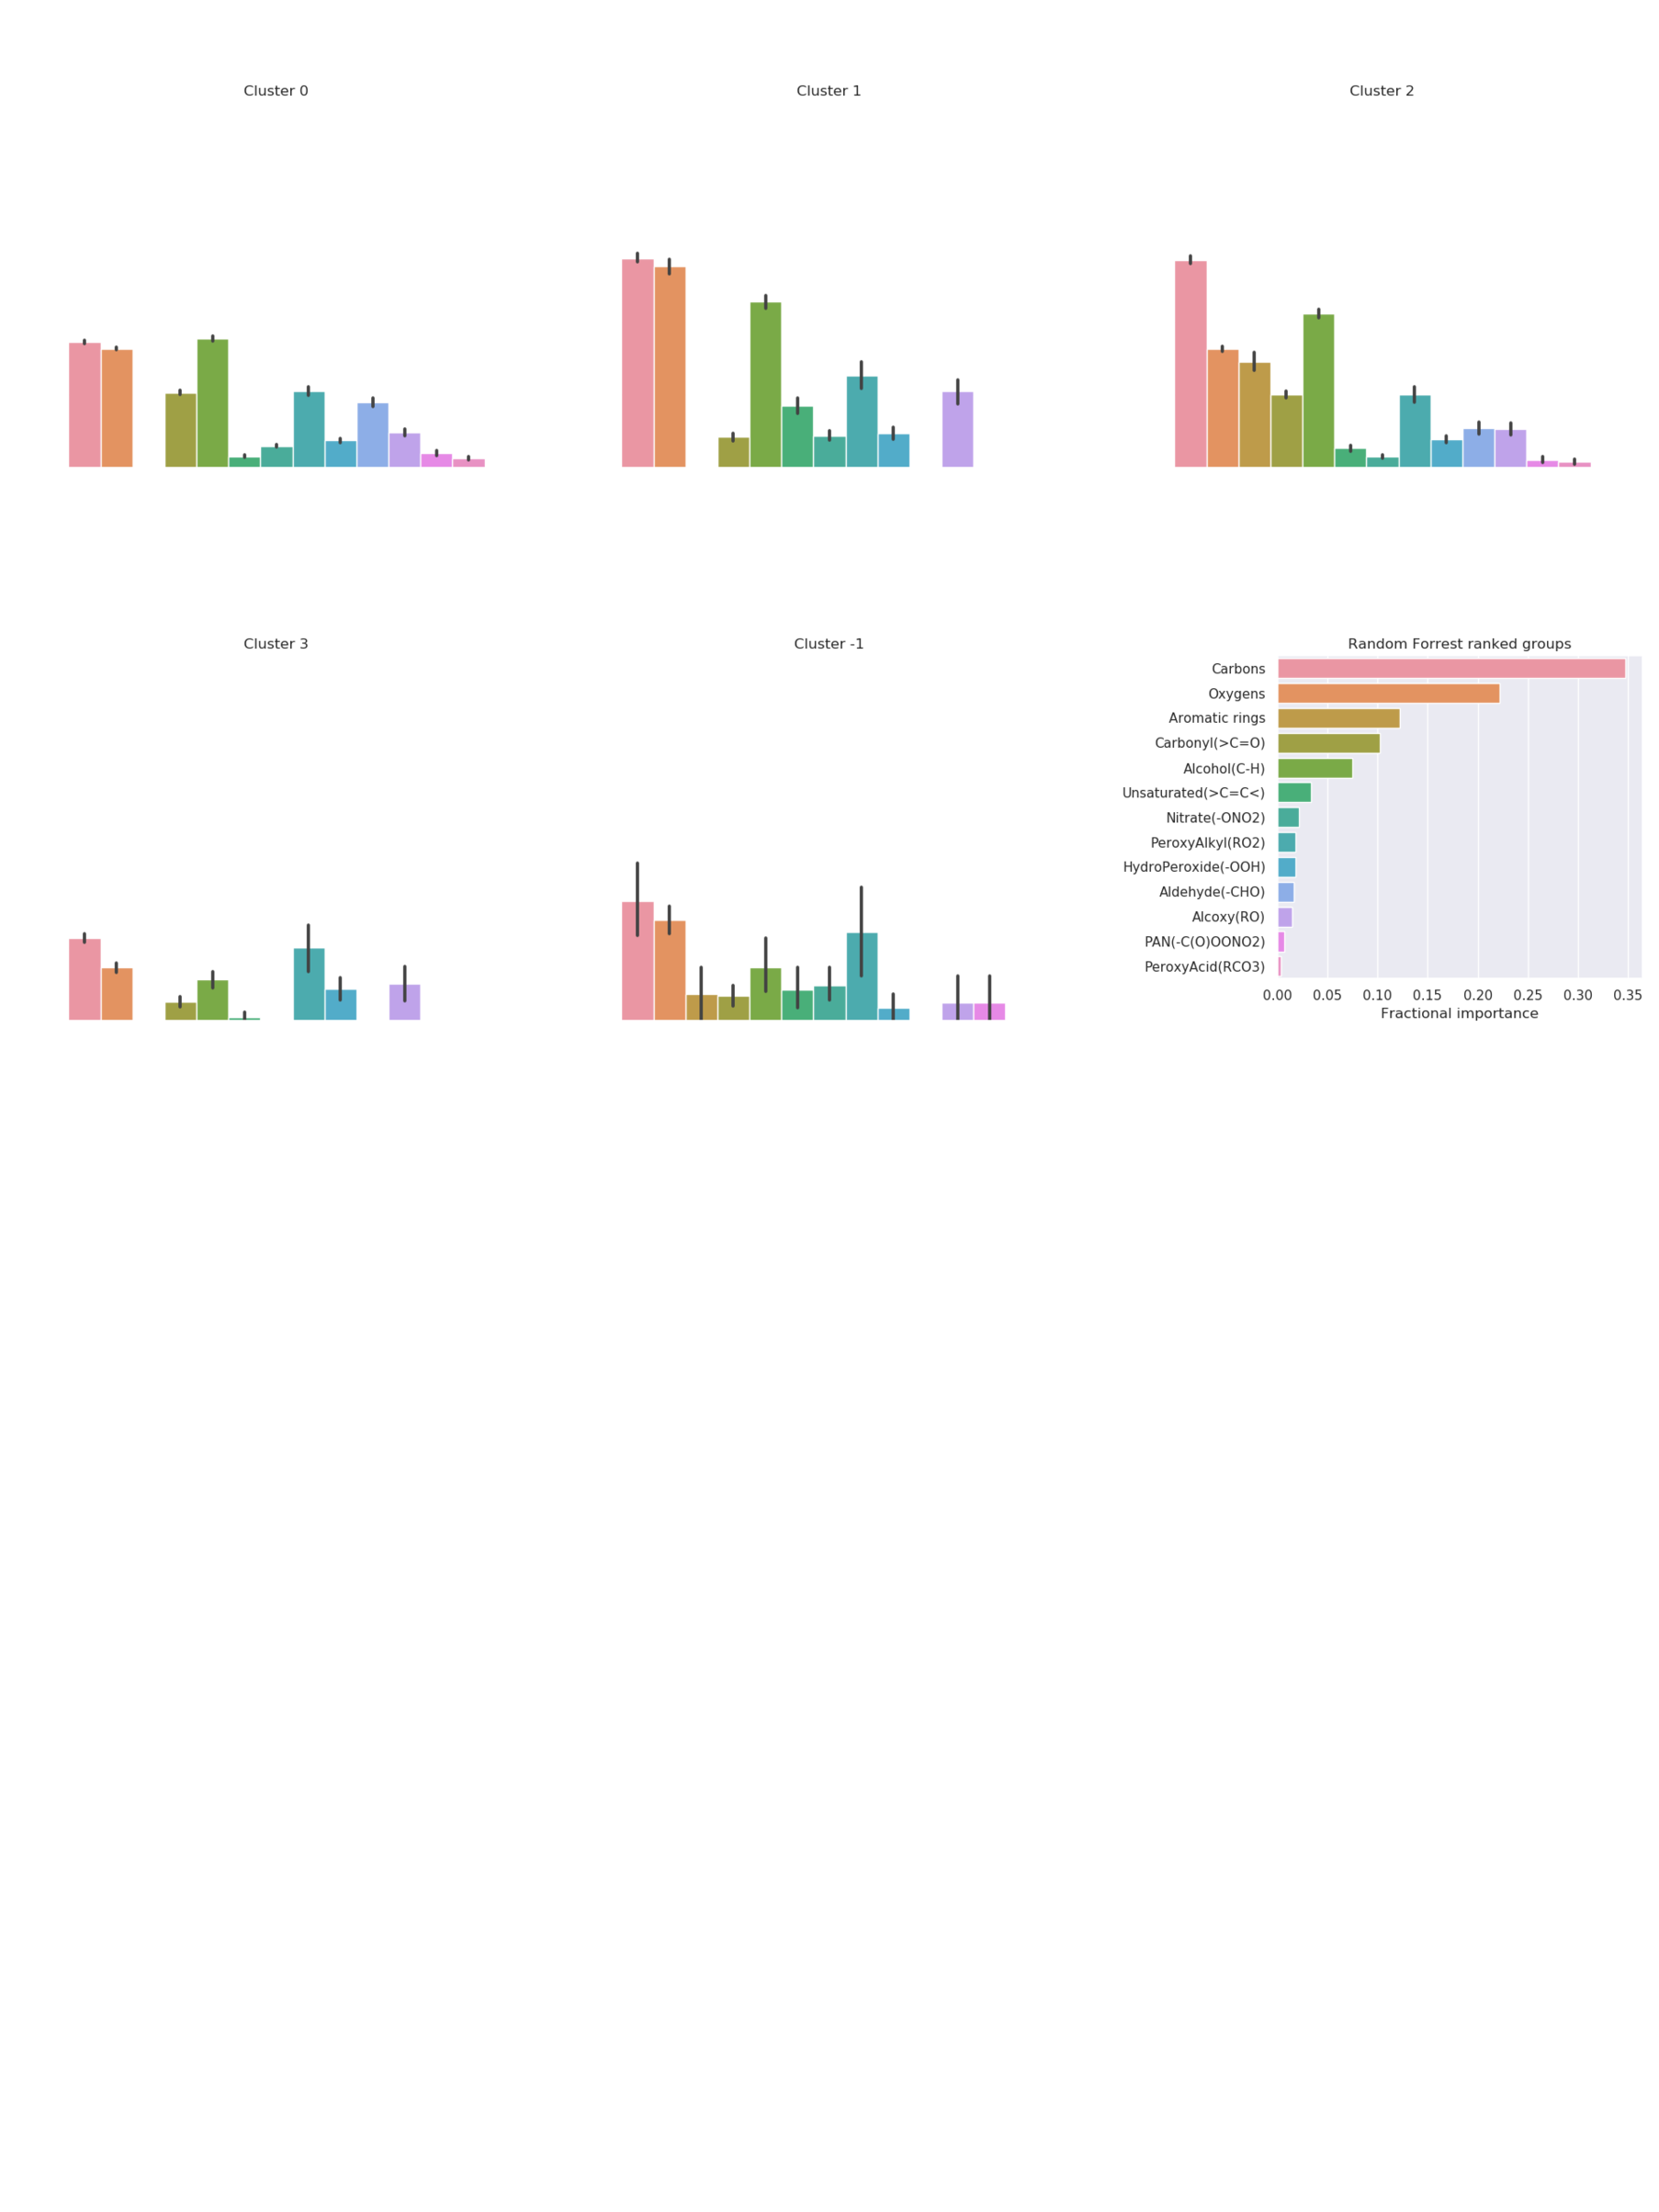 Cluster 0
Cluster 1
Cluster 2
Cluster 3
Cluster -1
Random Forrest ranked groups
Carbons
Oxygens
Aromatic rings
Carbonyl(>C=O)
Alcohol(C-H)
Unsaturated(>C=C<)
Nitrate(-ONO2)
PeroxyAlkyl(RO2)
HydroPeroxide(-OOH)
Aldehyde(-CHO)
Alcoxy(RO)
PAN(-C(O)OONO2)
PeroxyAcid(RCO3)
0.00 0.05 0.10 0.15 0.20 0.25 0.30 0.35
Fractional importance